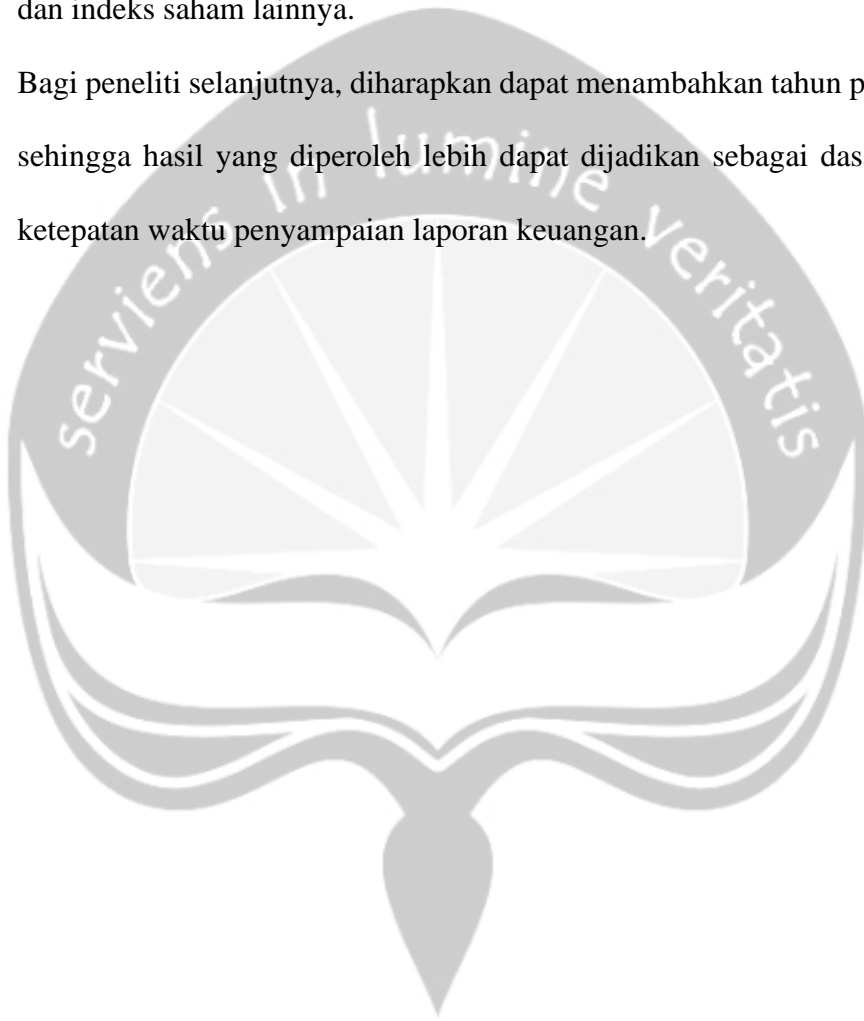 dan indeks saham lainnya.
Bagi peneliti selanjutnya, diharapkan dapat menambahkan tahun
sehingga hasil yang diperoleh lebih dapat dijadikan sebagai
ketepatan waktu penyampaian laporan keuangan.
serviens in lumine veritatis